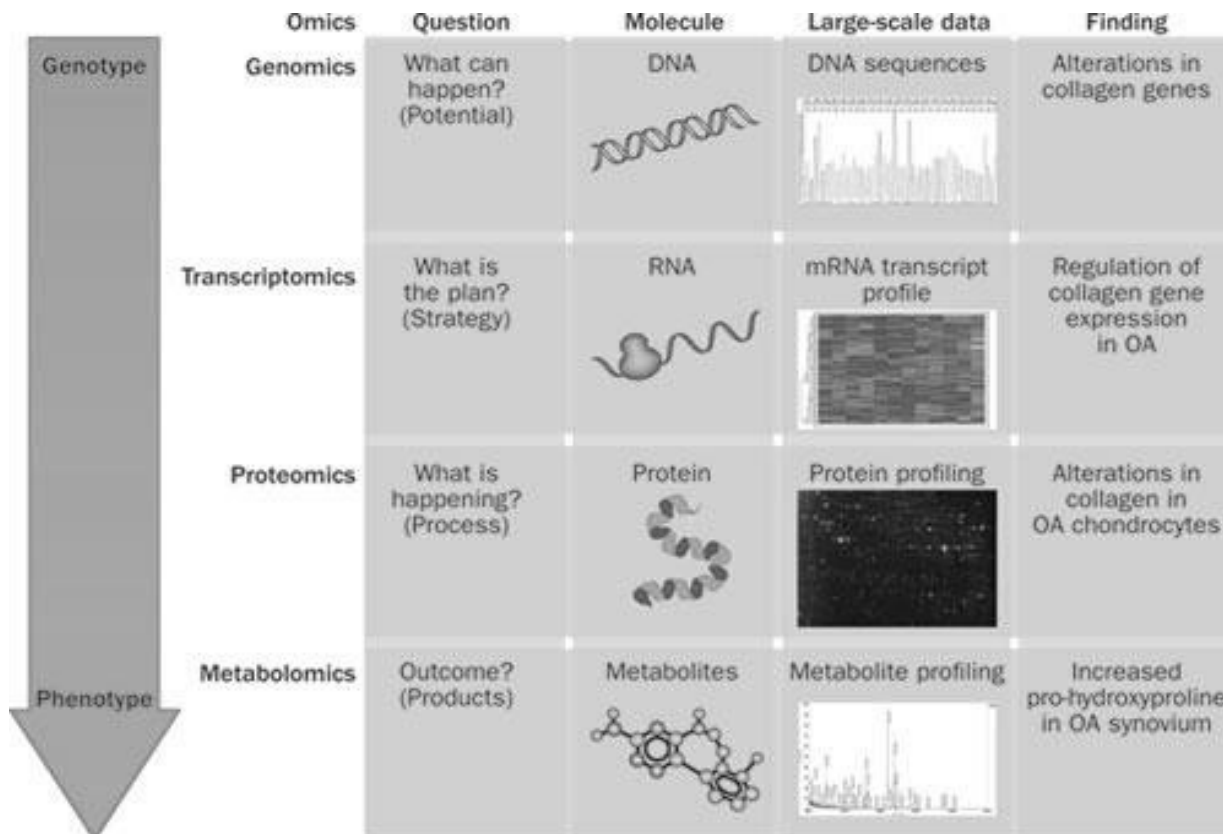 Omics Question Molecule Large-scale data Finding
Genotype
Genomics
What can
happen?
(Potential)
DNA
DNA sequences
Alterations in
collagen genes
Transcriptomics
What is
the plan?
(Strategy)
RNA
mRNA transcript
profile
Regulation of
collagen gene
expression
in OA
Proteomics
What is
happening?
(Process)
Protein
Protein profiling
Alterations in
collagen in
OA chondrocytes
Phenotype
Metabolomics
Outcome?
(Products)
Metabolites
Metabolite profiling
Increased
pro-hydroxyproline
in OA synovium